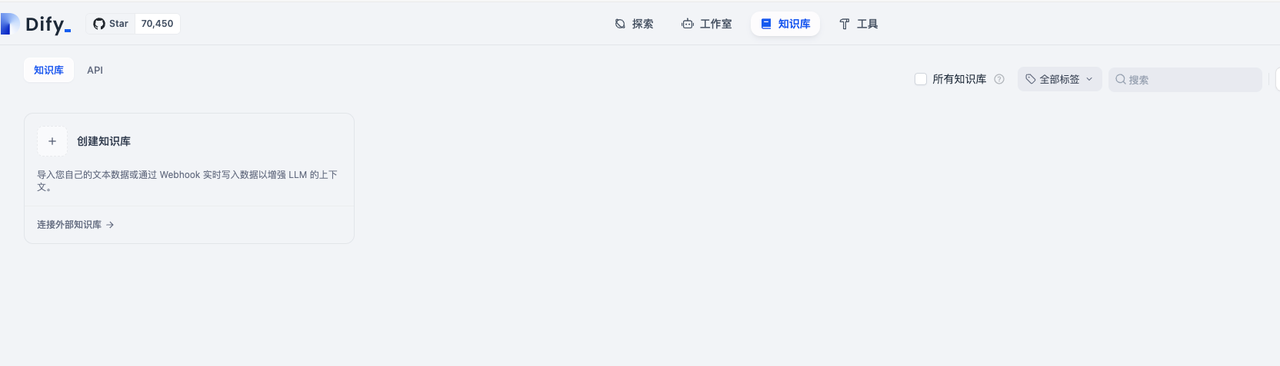 Dify_
Star 70,450
探索 工作室 知识库 工具
知识库 API
所有知识库 全部标签 搜索
创建知识库
导入您自己的文本数据或通过 Webhook 实时写入数据以增强 LLM 的上下
文。
连接外部知识库 →